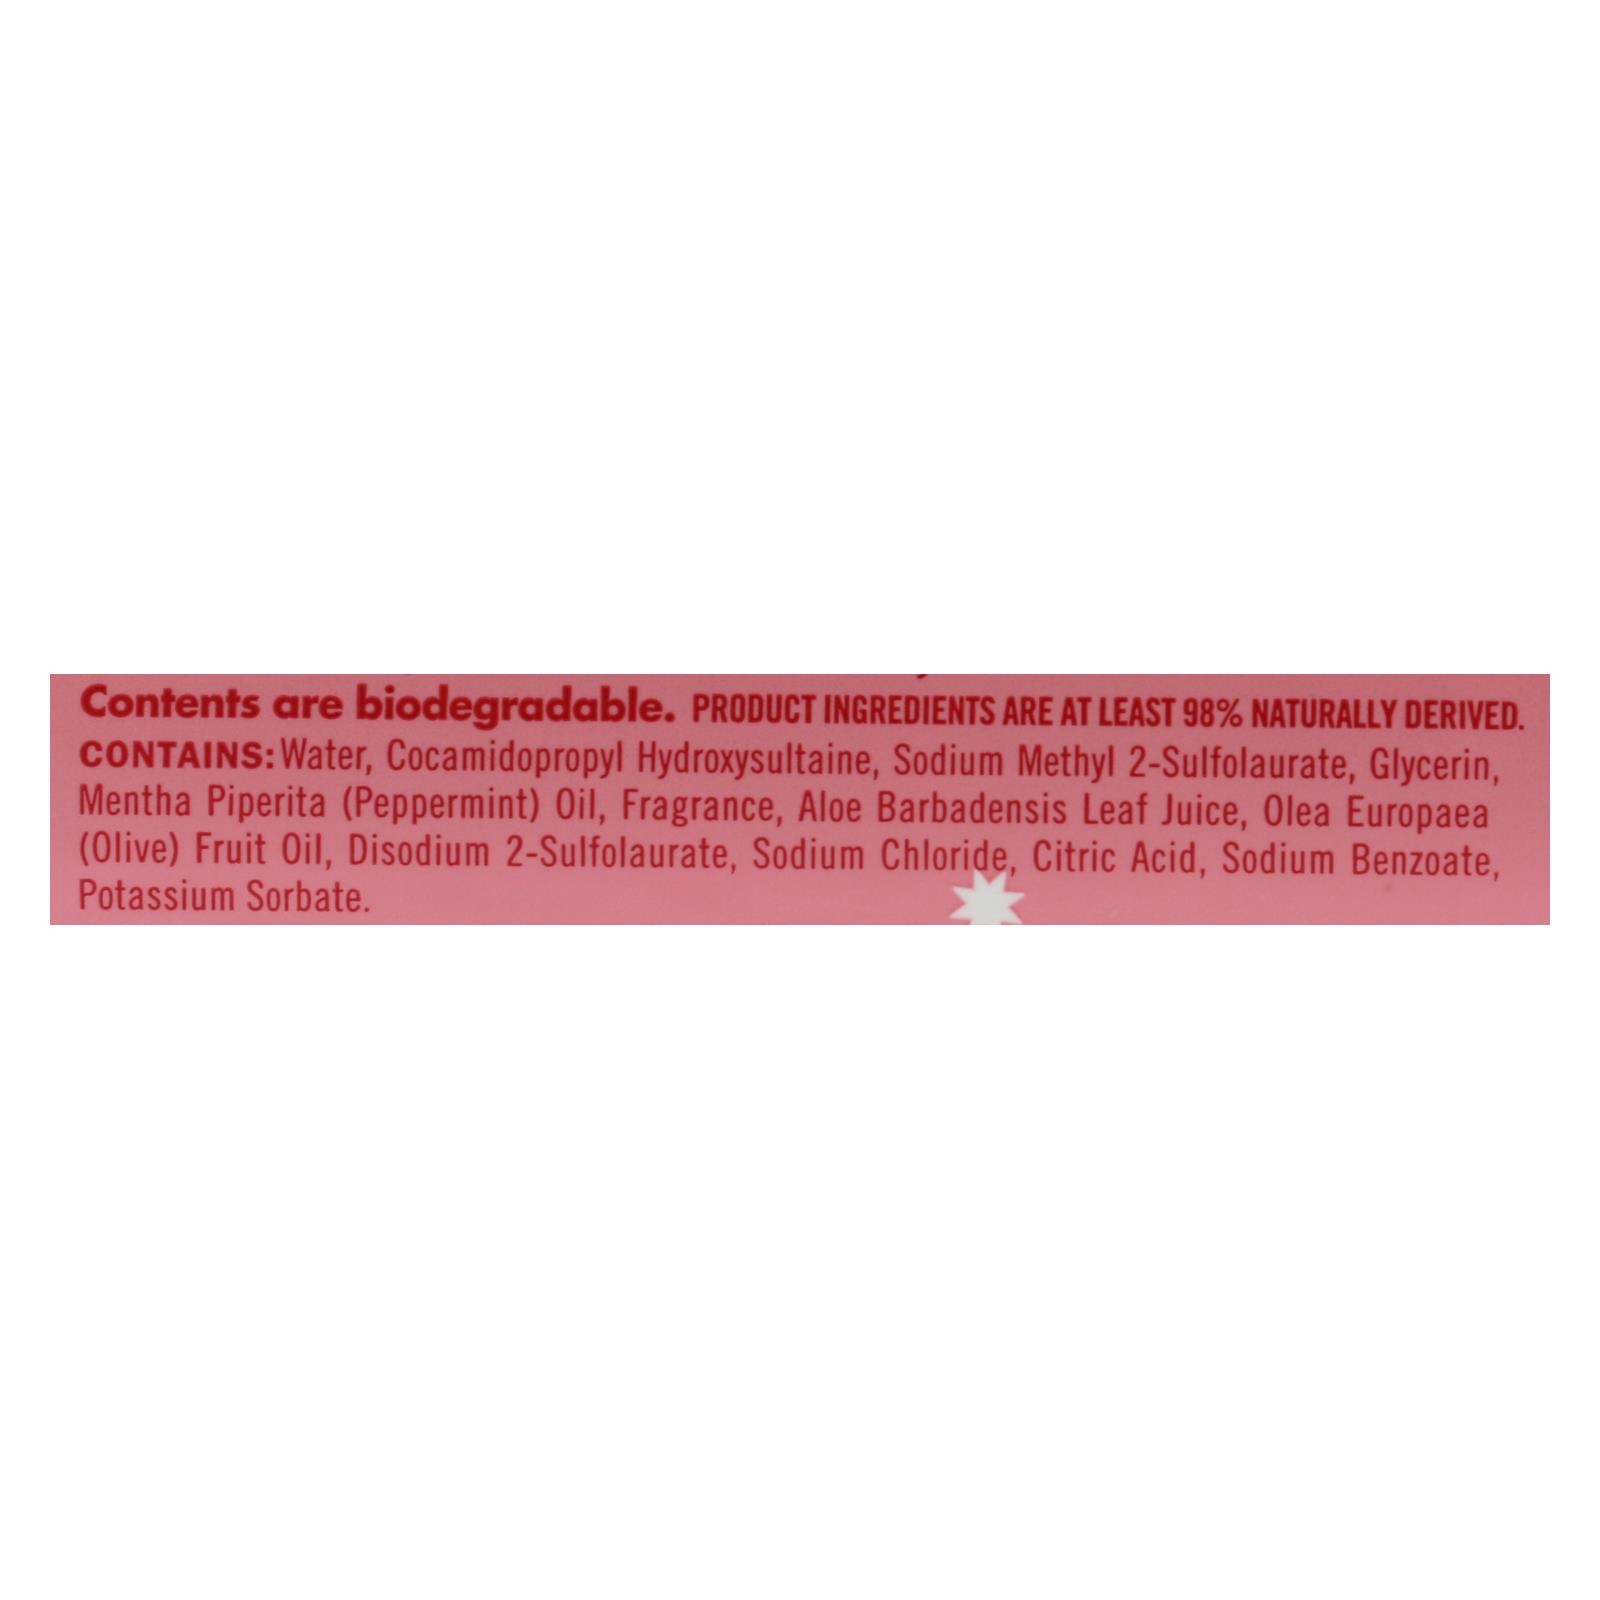 Contents are biodegradable. PRODUCT INGREDIENTS ARE AT LEAST 98% NATURALLY DERIVED.
CONTAINS: Water, Cocamidopropyl Hydroxysultaine, Sodium Methyl 2-Sulfolaurate, Glycerin,
Mentha Piperita (Peppermint) Oil, Fragrance, Aloe Barbadensis Leaf Juice, Olea Europaea
(Olive) Fruit Oil, Disodium 2-Sulfolaurate, Sodium Chloride, Citric Acid, Sodium Benzoate,
Potassium Sorbate.